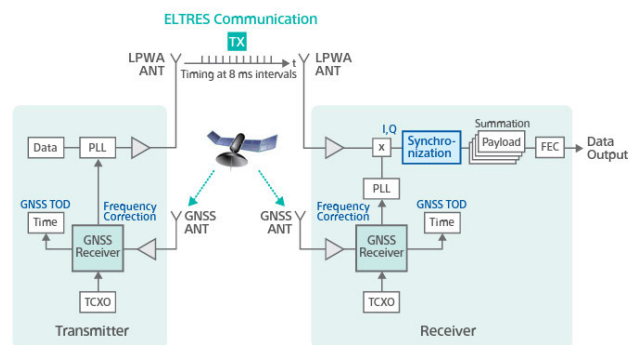 ELTRES Communication
TX
LPWA
ANT
t
Timing at 8 ms intervals
LPWA
ANT
Data
PLL
GNSS TOD
Time
Frequency
Correction
GNSS
Receiver
GNSS
ANT
TCXO
Transmitter
I,Q
x
Synchro-
nization
Summation
Payload
FEC
Data
Output
PLL
GNSS
ANT
Frequency
Correction
GNSS TOD
Time
GNSS
Receiver
TCXO
Receiver